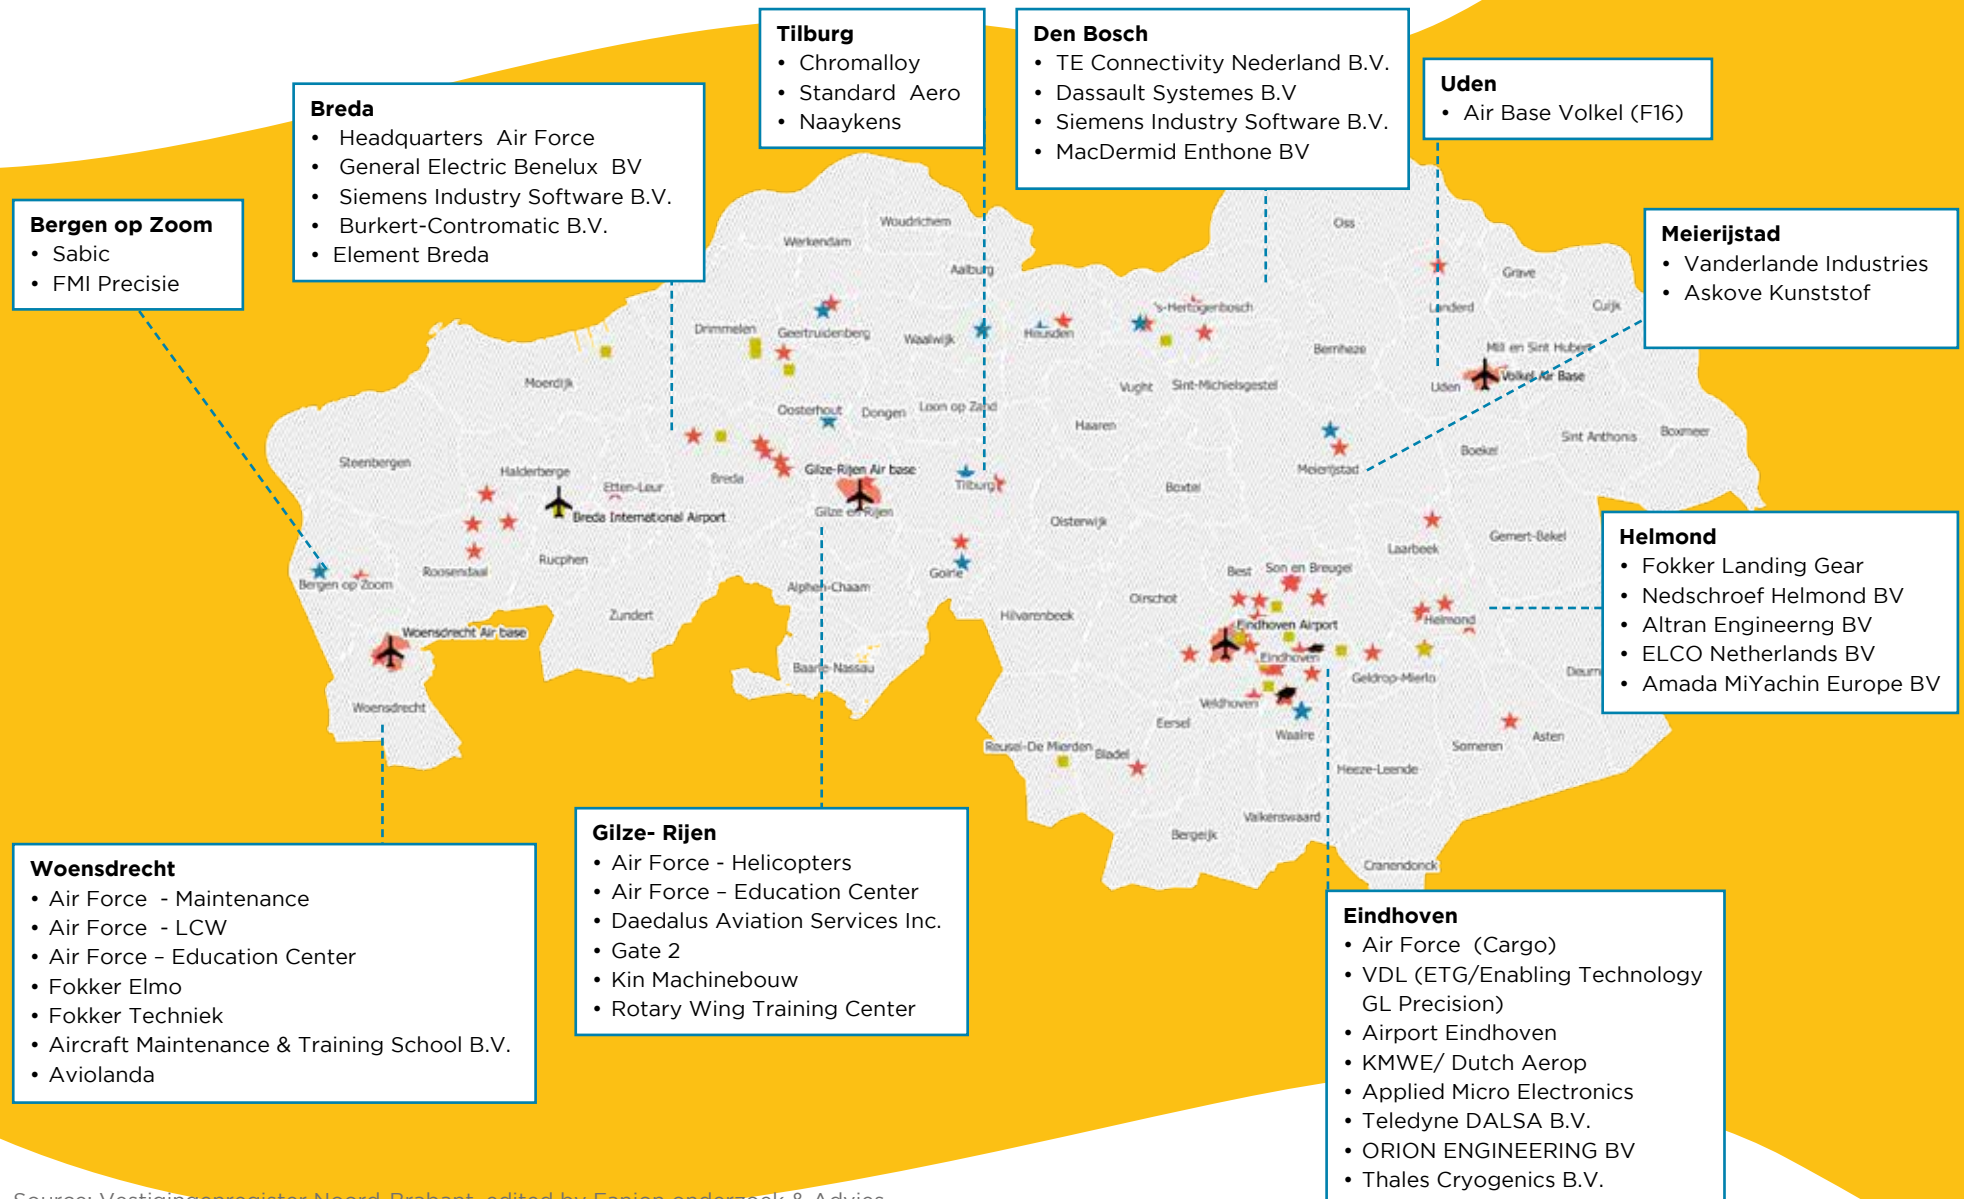 Tilburg
• Chromalloy
• Standard Aero
• Naaykens
Den Bosch
• TE Connectivity Nederland B.V.
• Dassault Systemes B.V
• Siemens Industry Software B.V.
• MacDermid Enthone BV
Uden
• Air Base Volkel (F16)
Breda
• Headquarters Air Force
• General Electric Benelux BV
• Siemens Industry Software B.V.
• Burkert-Contromatic B.V.
• Element Breda
Bergen op Zoom
• Sabic
• FMI Precisie
Meierijstad
• Vanderlande Industries
• Askove Kunststof
Woudrichem
Werkendam
Aalburg
Oss
Grave
Cuijk
Landerd
's-Hertogenbosch
Drimmelen
Geertruidenberg
Waalwijk
Heusden
Bernheze
Mill en Sint Hubert
Volkel Air Base
Uden
Moerdijk
Vught
Sint-Michielsgestel
Oosterhout
Dongen
Loon op Zand
Haaren
Sint Anthonis
Boxmeer
Boekel
Steenbergen
Halderberge
Etten-Leur
Breda
Gilze-Rijen Air base
Tilburg
Meierijstad
Boxtel
Breda International Airport
Gilze en Rijen
Oisterwijk
Gemert-Bakel
Laarbeek
Rucphen
Roosendaal
Bergen op Zoom
Goirle
Alphen-Chaam
Best
Son en Breugel
Oirschot
Hilvarenbeek
Zundert
Helmond
Woensdrecht Air base
Eindhoven Airport
Eindhoven
Baarle-Nassau
Geldrop-Mierlo
Deurn
Woensdrecht
Veldhoven
Eersel
Waalre
Someren
Asten
Reusel-De Mierden
Bladel
Heeze-Leende
Valkenswaard
Bergeijk
Cranendonck
Helmond
• Fokker Landing Gear
• Nedschroef Helmond BV
• Altran Engineerng BV
• ELCO Netherlands BV
• Amada MiYachin Europe BV
Woensdrecht
• Air Force - Maintenance
• Air Force - LCW
• Air Force – Education Center
• Fokker Elmo
• Fokker Techniek
• Aircraft Maintenance & Training School B.V.
• Aviolanda
Gilze- Rijen
• Air Force - Helicopters
• Air Force – Education Center
• Daedalus Aviation Services Inc.
• Gate 2
• Kin Machinebouw
• Rotary Wing Training Center
Eindhoven
• Air Force (Cargo)
• VDL (ETG/Enabling Technology
GL Precision)
• Airport Eindhoven
• KMWE/ Dutch Aerop
• Applied Micro Electronics
• Teledyne DALSA B.V.
• ORION ENGINEERING BV
• Thales Cryogenics B.V.
Source: Vestigingenregister Noord-Brabant, edited by Fanion onderzoek & Advies